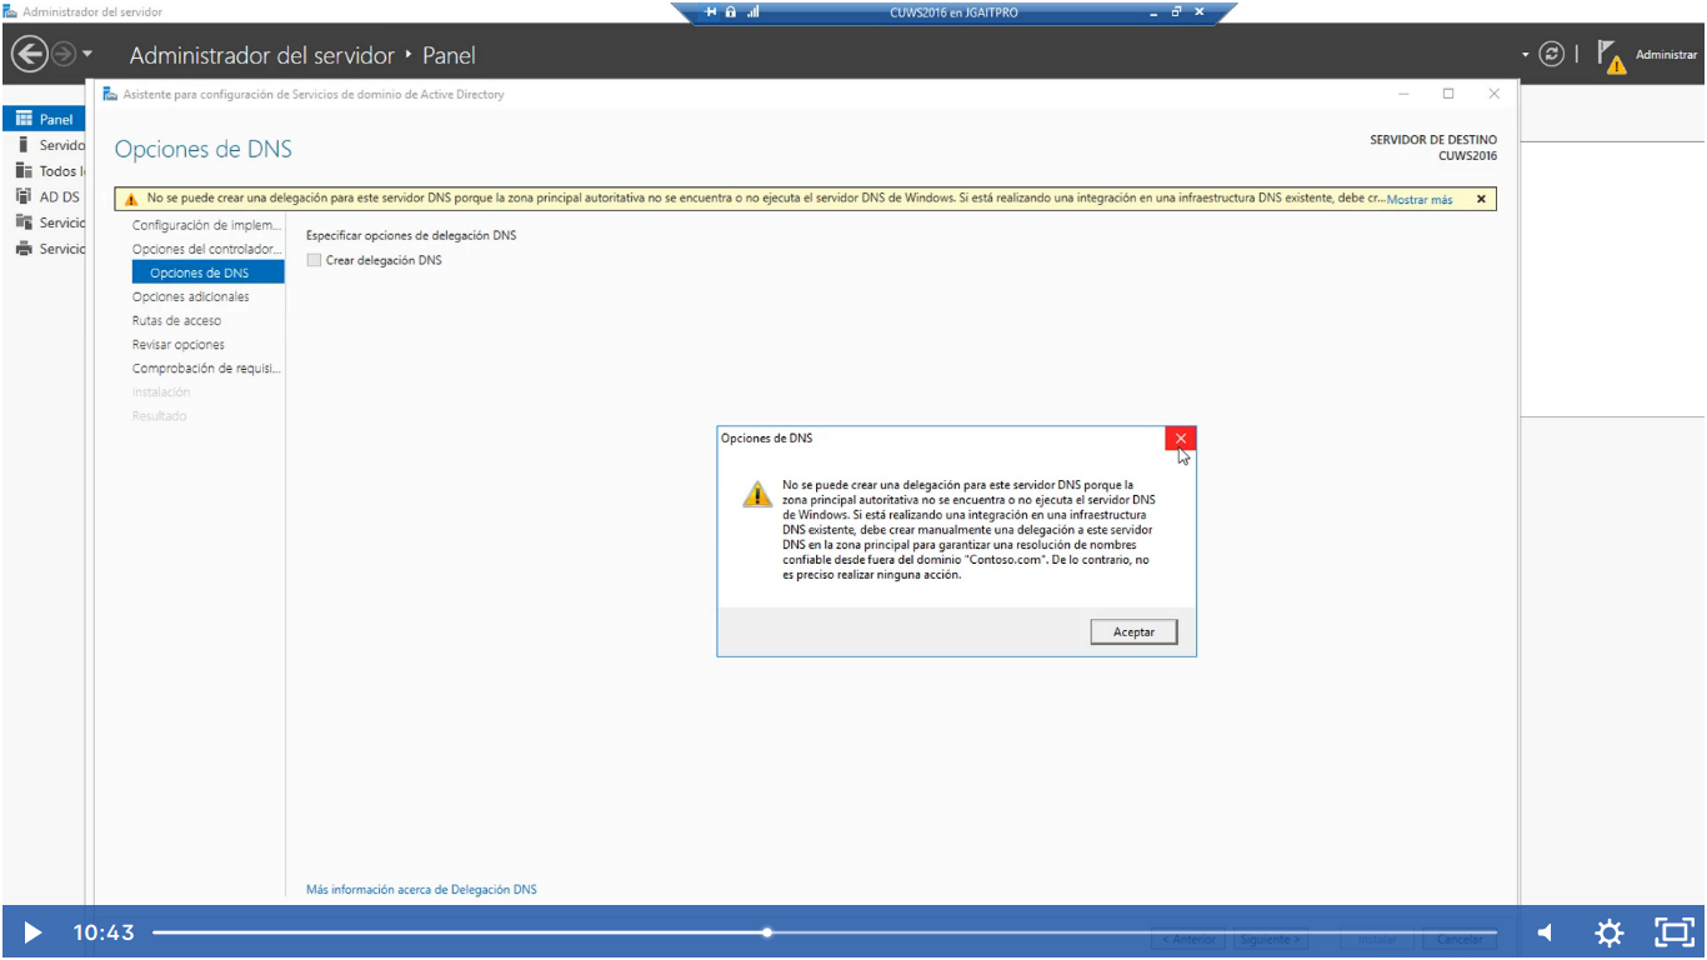 Administrador del servidor
CUWS2016 en JGAITPRO
Administrador del servidor ‣ Panel
Administrar
Asistente para configuración de Servicios de dominio de Active Directory
Panel
Servido
Todos l
AD DS
Servicio
Servicio
Opciones de DNS
SERVIDOR DE DESTINO
CUWS2016
No se puede crear una delegación para este servidor DNS porque la zona principal autoritativa no se encuentra o no ejecuta el servidor DNS de Windows. Si está realizando una integración en una infraestructura DNS existente, debe cr... Mostrar más
Configuración de implem...
Opciones del controlador...
Opciones de DNS
Opciones adicionales
Rutas de acceso
Revisar opciones
Comprobación de requisi...
Instalación
Resultado
Especificar opciones de delegación DNS
Crear delegación DNS
Opciones de DNS
No se puede crear una delegación para este servidor DNS porque la
zona principal autoritativa no se encuentra o no ejecuta el servidor DNS
de Windows. Si está realizando una integración en una infraestructura
DNS existente, debe crear manualmente una delegación a este servidor
DNS en la zona principal para garantizar una resolución de nombres
confiable desde fuera del dominio "Contoso.com". De lo contrario, no
es preciso realizar ninguna acción.
Aceptar
Más información acerca de Delegación DNS
10:43
< Anterior
Siguiente >
Instalar
Cancelar